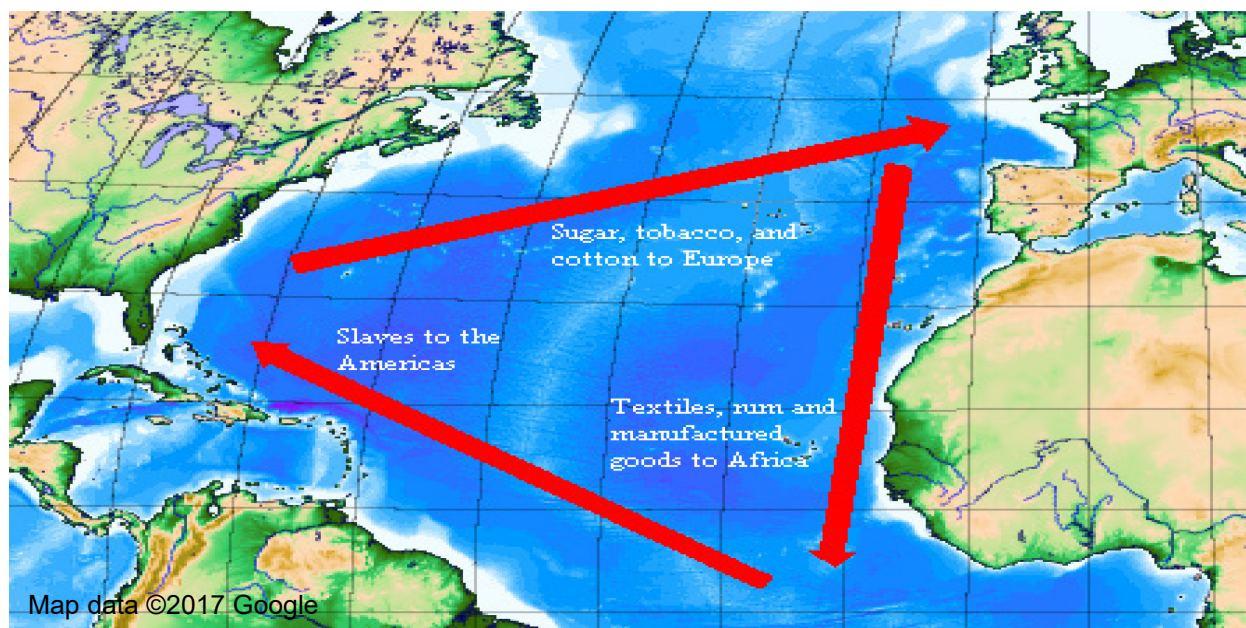 Sugar, tobacco, and
cotton to Europe
Slaves to the
Americas
Textiles, rum and
manufactured
goods to Africa
Map data ©2017 Google